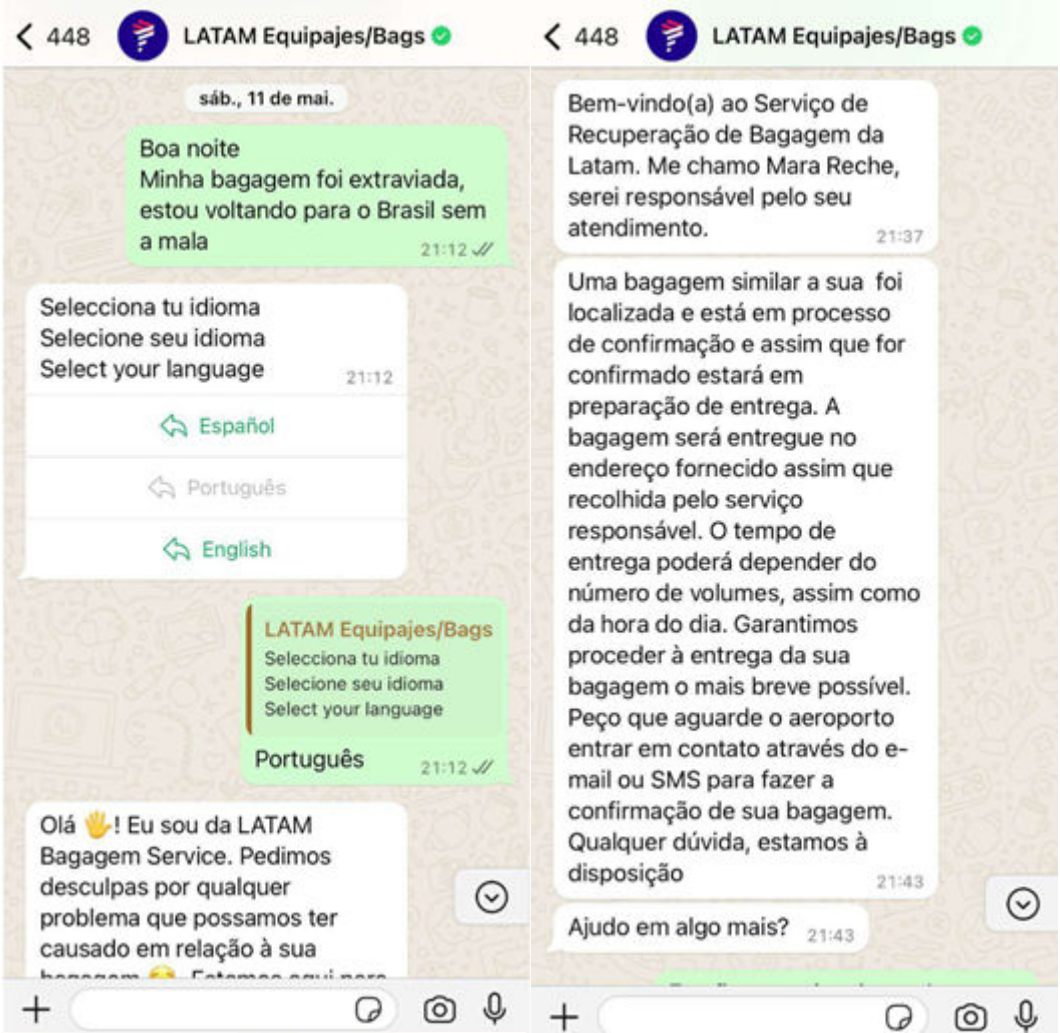 448
LATAM Equipajes/Bags
sáb., 11 de mai.
Boa noite
Minha bagagem foi extraviada,
estou voltando para o Brasil sem
a mala
21:12
Selecciona tu idioma
Selecione seu idioma
Select your language
21:12
Español
Português
English
LATAM Equipajes/Bags
Selecciona tu idioma
Selecione seu idioma
Select your language
Português
21:12
Olá 🖐️! Eu sou da LATAM
Bagagem Service. Pedimos
desculpas por qualquer
problema que possamos ter
causado em relação à sua
448
LATAM Equipajes/Bags
Bem-vindo(a) ao Serviço de
Recuperação de Bagagem da
Latam. Me chamo Mara Reche,
serei responsável pelo seu
atendimento.
21:37
Uma bagagem similar a sua foi
localizada e está em processo
de confirmação e assim que for
confirmado estará em
preparação de entrega. A
bagagem será entregue no
endereço fornecido assim que
recolhida pelo serviço
responsável. O tempo de
entrega poderá depender do
número de volumes, assim como
da hora do dia. Garantimos
proceder à entrega da sua
bagagem o mais breve possível.
Peço que aguarde o aeroporto
entrar em contato através do e-
mail ou SMS para fazer a
confirmação de sua bagagem.
Qualquer dúvida, estamos à
disposição
21:43
Ajudo em algo mais?
21:43